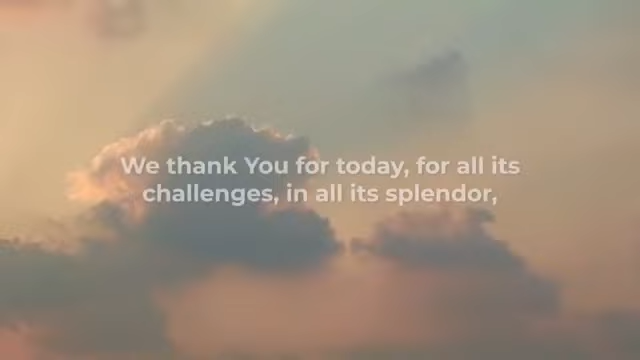 We thank You for today, for all its
challenges, in all its splendor,